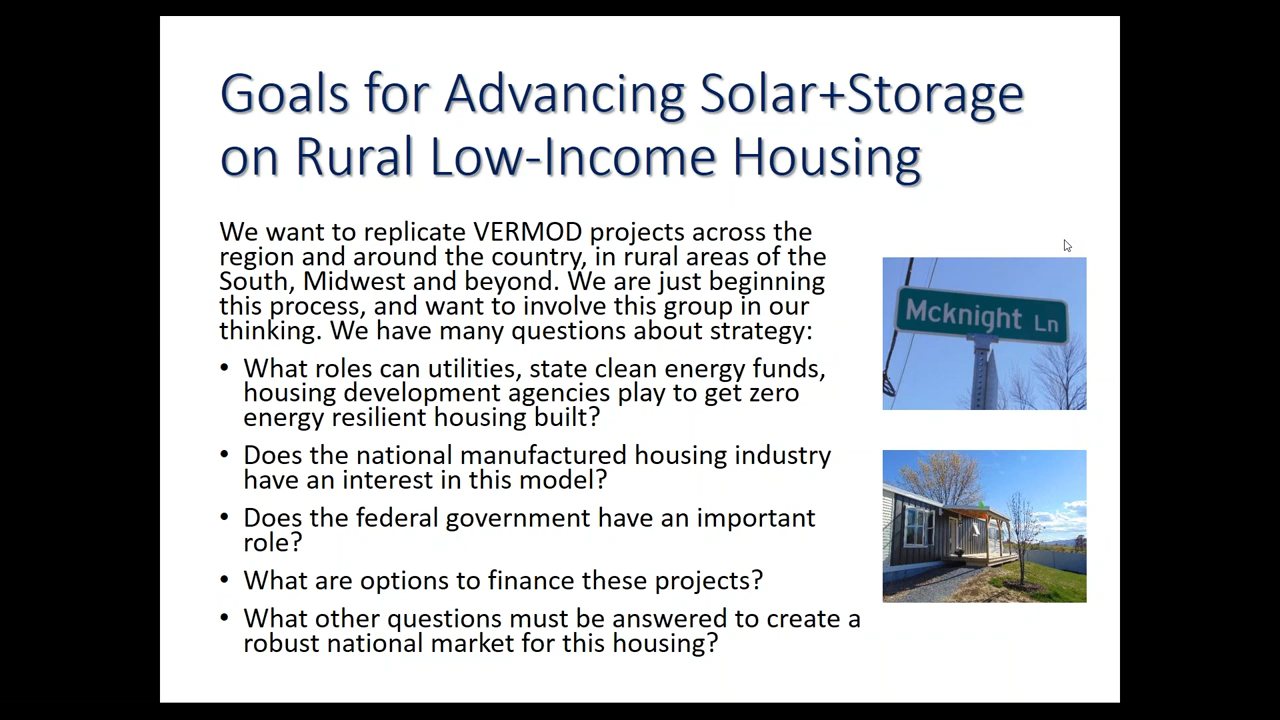 Goals for Advancing Solar+Storage
on Rural Low-Income Housing
We want to replicate VERMOD projects across the
region and around the country, in rural areas of the
South, Midwest and beyond. We are just beginning
this process, and want to involve this group in our
thinking. We have many questions about strategy:
• What roles can utilities, state clean energy funds,
housing development agencies play to get zero
energy resilient housing built?
• Does the national manufactured housing industry
have an interest in this model?
• Does the federal government have an important
role?
• What are options to finance these projects?
• What other questions must be answered to create a
robust national market for this housing?
Mcknight Ln